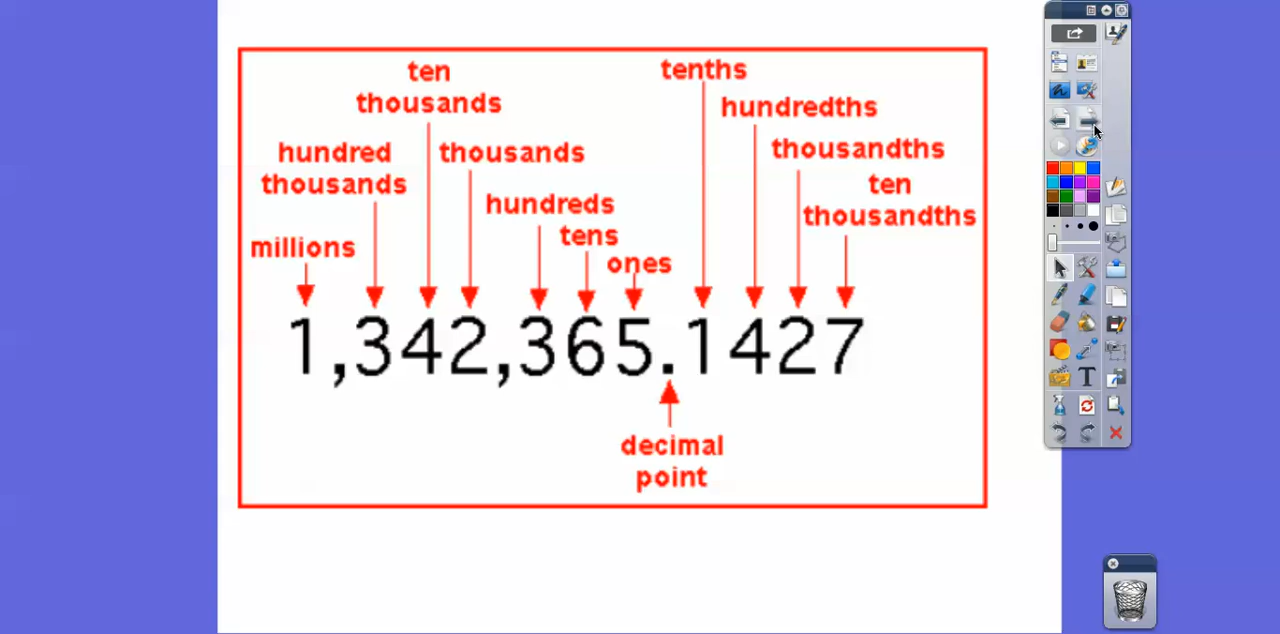 ten
thousands
tenths
hundredths
hundred
thousands
thousands
thousandths
ten
thousandths
hundreds
tens
ones
millions
1,342,365.1427
decimal
point
T